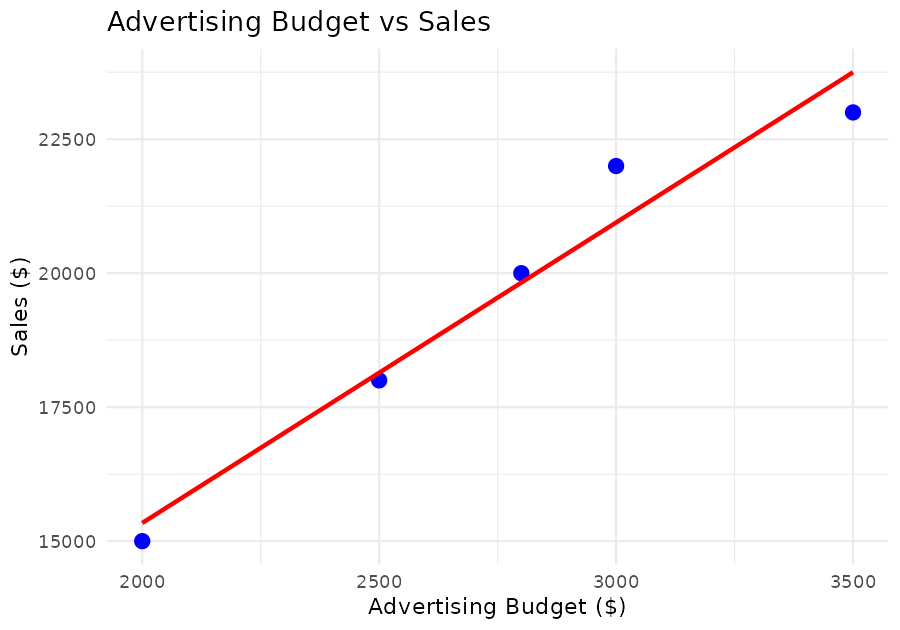 Advertising Budget vs Sales
22500
20000
17500
15000
Sales ($)
2000 2500 3000 3500
Advertising Budget ($)